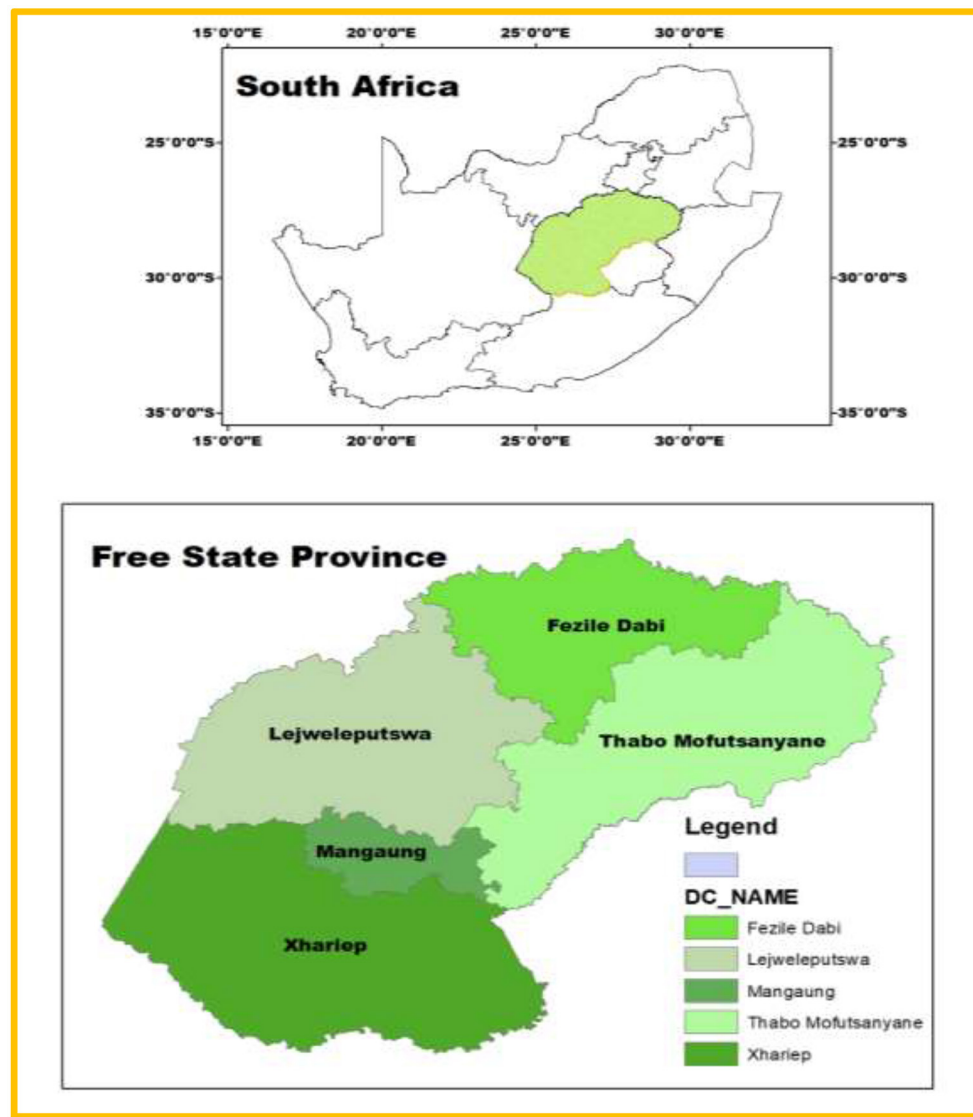 15°0'0"E 20°0'0"E 25°0'0"E 30°0'0"E
South Africa
25°0'0"S 25°0'0"S
30°0'0"S 30°0'0"S
35°0'0"S 35°0'0"S
15°0'0"E 20°0'0"E 25°0'0"E 30°0'0"E
Free State Province
Fezile Dabi
Lejweleputswa
Thabo Mofutsanyane
Mangaung
Xhariep
Legend
DC_NAME
Fezile Dabi
Lejweleputswa
Mangaung
Thabo Mofutsanyane
Xhariep